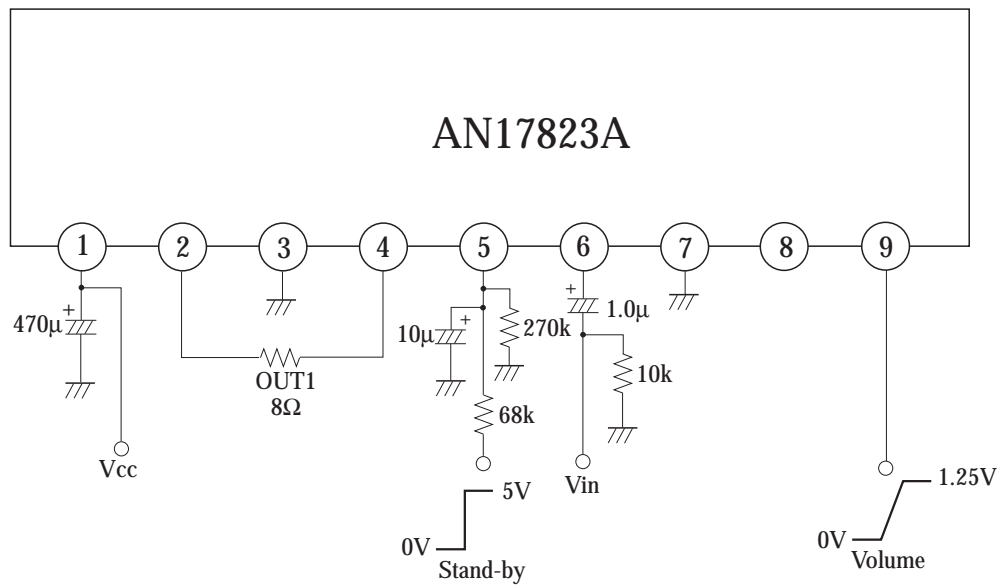 AN17823A
1 2 3 4 5 6 7 8 9
470μ
+
Vcc
OUT1
8Ω
10μ
+
270k
68k
5V
0V
Stand-by
+
1.0μ
10k
Vin
1.25V
0V
Volume